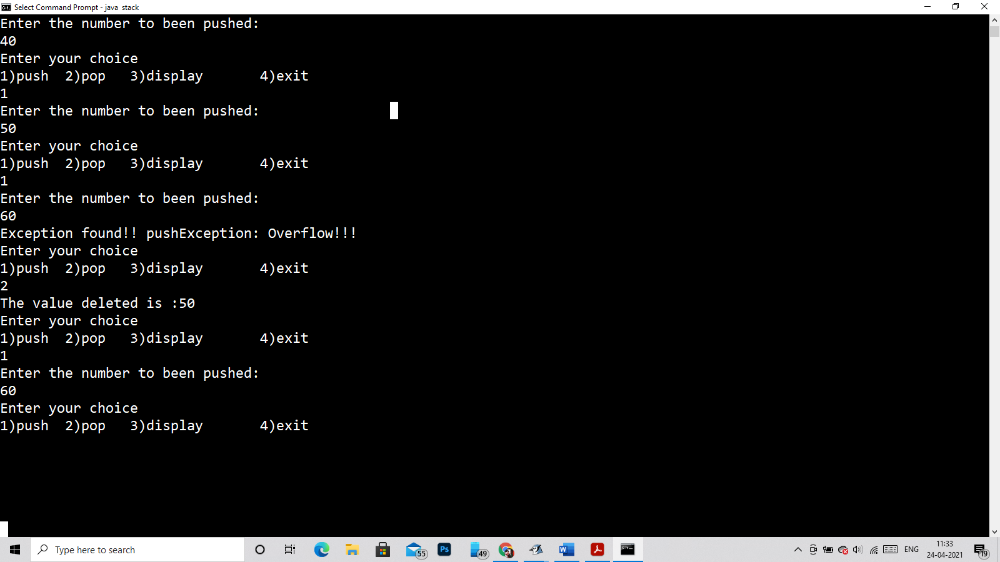 Select Command Prompt - java  stack
Enter the number to been pushed:
40
Enter your choice
1)push  2)pop   3)display       4)exit
1
Enter the number to been pushed:
50
Enter your choice
1)push  2)pop   3)display       4)exit
1
Enter the number to been pushed:
60
Exception found!! pushException: Overflow!!!
Enter your choice
1)push  2)pop   3)display       4)exit
2
The value deleted is :50
Enter your choice
1)push  2)pop   3)display       4)exit
1
Enter the number to been pushed:
60
Enter your choice
1)push  2)pop   3)display       4)exit
Type here to search
55
Ps
49
W
ENG
11:33
24-04-2021
19